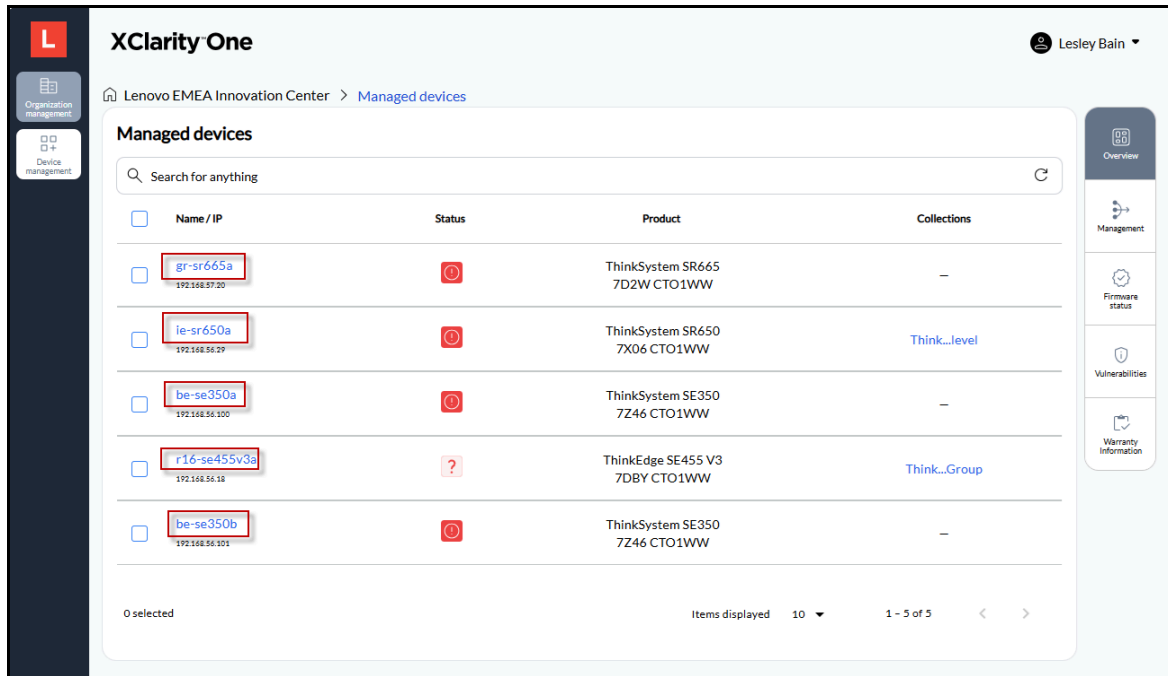 L
XClarity One
Lesley Bain
Organization
management
Device
management
Lenovo EMEA Innovation Center > Managed devices
Managed devices
Search for anything
Name / IP Status Product Collections
gr-sr665a
192.168.57.20
ThinkSystem SR665
7D2W CTO1WW
–
ie-sr650a
192.168.56.29
ThinkSystem SR650
7X06 CTO1WW
Think...level
be-se350a
192.168.56.100
ThinkSystem SE350
7Z46 CTO1WW
–
r16-se455v3a
192.168.56.18
?
ThinkEdge SE455 V3
7DBY CTO1WW
Think...Group
be-se350b
192.168.56.101
ThinkSystem SE350
7Z46 CTO1WW
–
0 selected
Items displayed 10 1 – 5 of 5 < >
Overview
Management
Firmware
status
Vulnerabilities
Warranty
Information